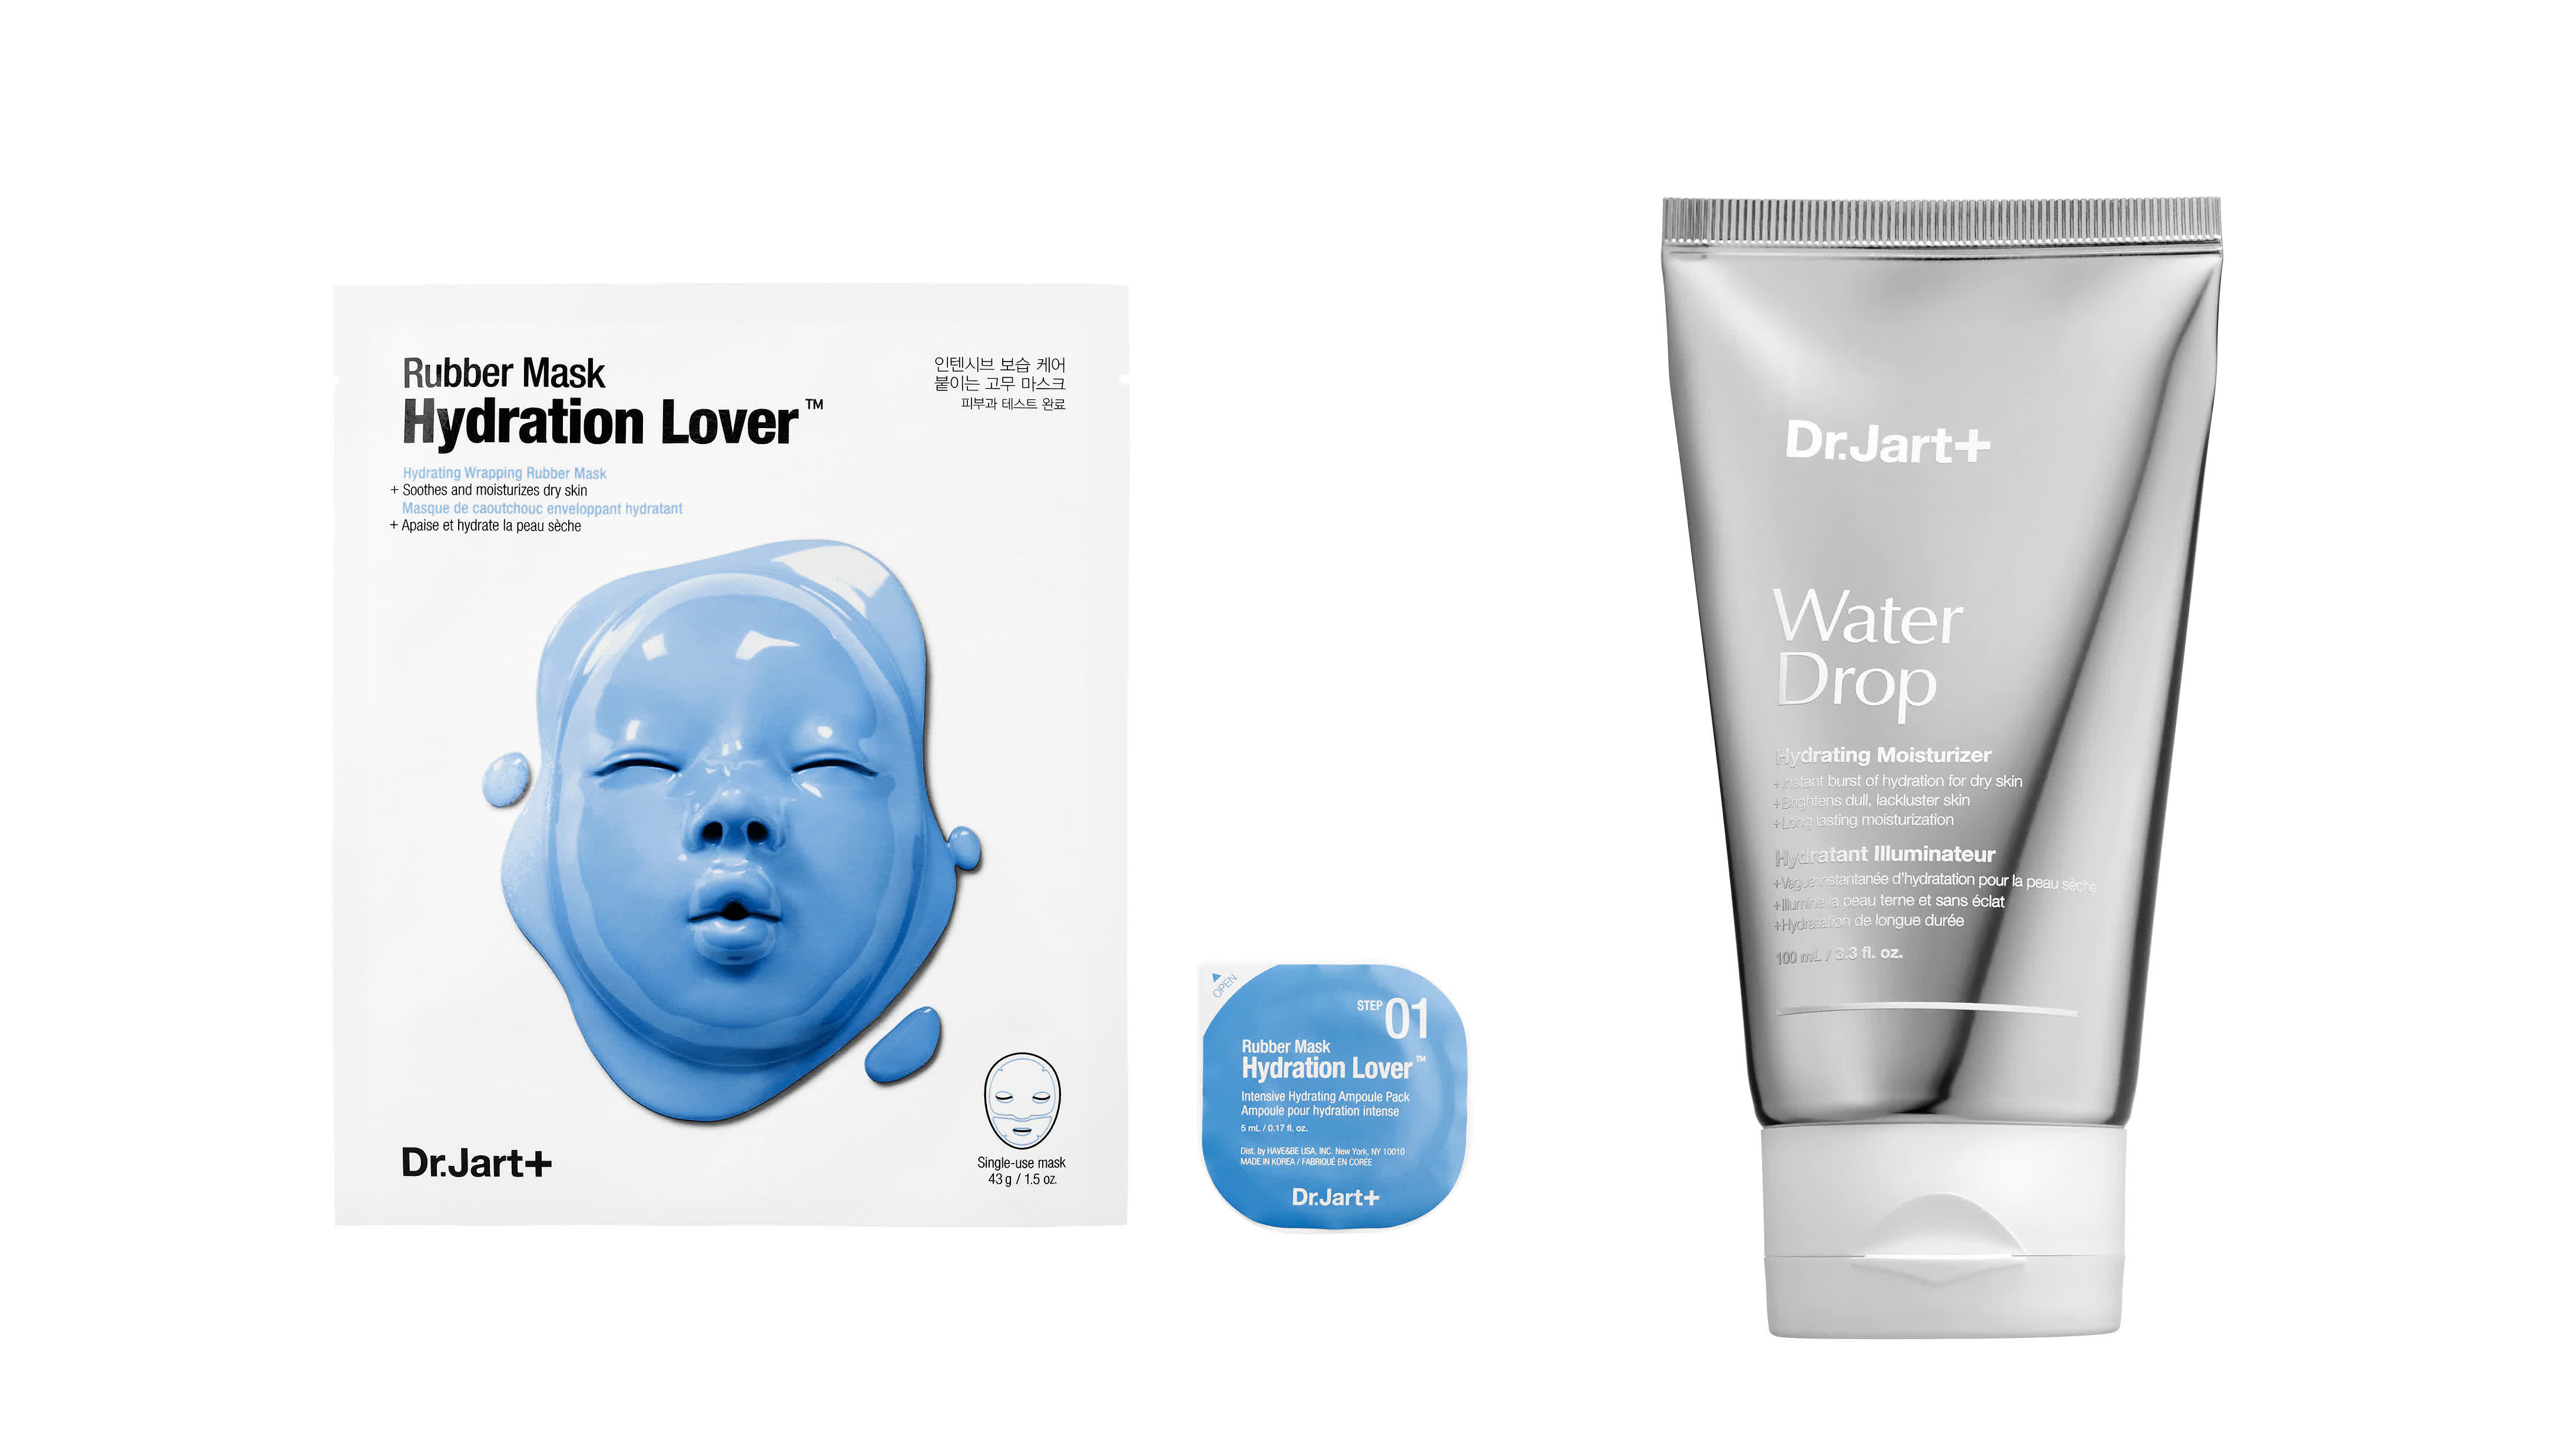 Rubber Mask
Hydration Lover™
Hydrating Wrapping Rubber Mask
+ Soothes and moisturizes dry skin
Masque de caoutchouc enveloppant hydratant
+ Apaise et hydrate la peau sèche
인텐시브 보습 케어
붙이는 고무 마스크
피부과 테스트 완료
Dr.Jart+
Single-use mask
43 g / 1.5 oz.
OPEN
STEP 01
Rubber Mask
Hydration Lover™
Intensive Hydrating Ampoule Pack
Ampoule pour hydration intense
5 mL / 0.17 fl. oz.
Dist. by HAVE&BE USA, INC. New York, NY 10010
MADE IN KOREA / FABRIQUÉ EN CORÉE
Dr.Jart+
Dr.Jart+
Water
Drop
Hydrating Moisturizer
+Instant burst of hydration for dry skin
+Brightens dull, lackluster skin
+Long lasting moisturization
Hydratant Illuminateur
+Vague instantanée d'hydratation pour la peau sèche
+Illumine la peau terne et sans éclat
+Hydratation de longue durée
100 mL / 3.3 fl. oz.